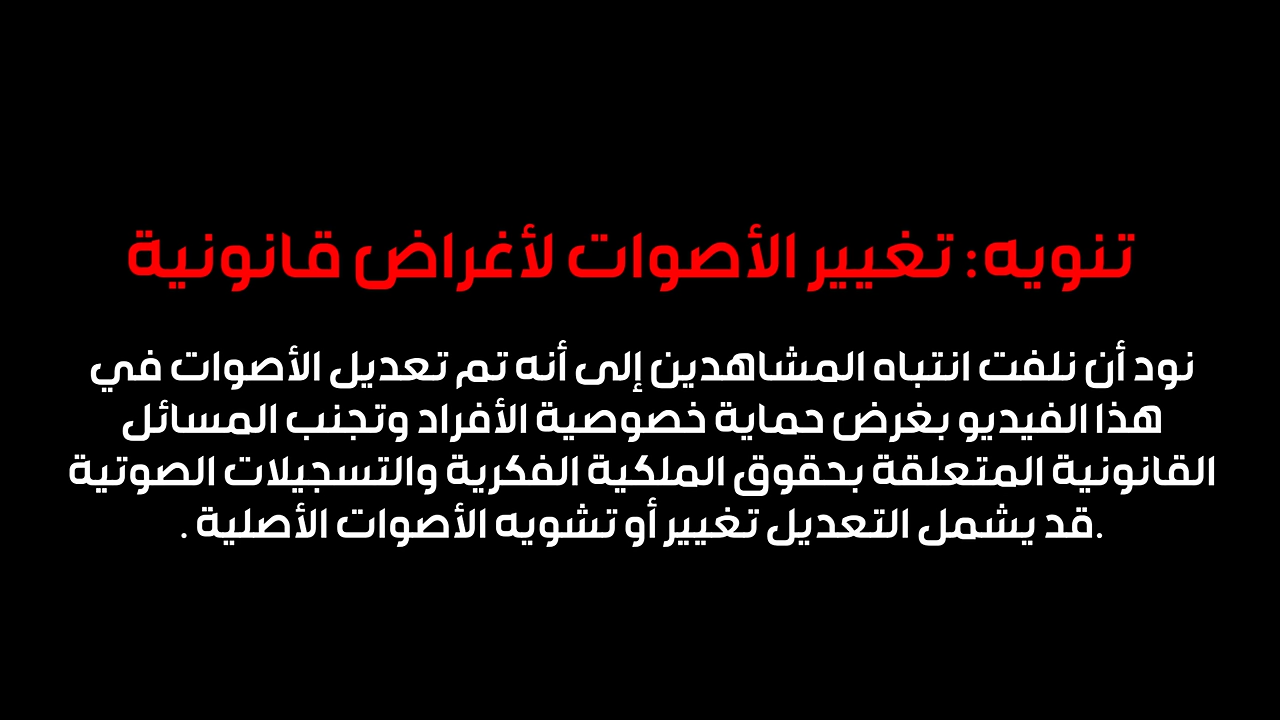 تنويه: تغيير الأصوات لأغراض قانونية
نود أن نلفت انتباه المشاهدين إلى أنه تم تعديل الأصوات في
هذا الفيديو بغرض حماية خصوصية الأفراد وتجنب المسائل
القانونية المتعلقة بحقوق الملكية الفكرية والتسجيلات الصوتية
.قد يشمل التعديل تغيير أو تشويه الأصوات الأصلية .